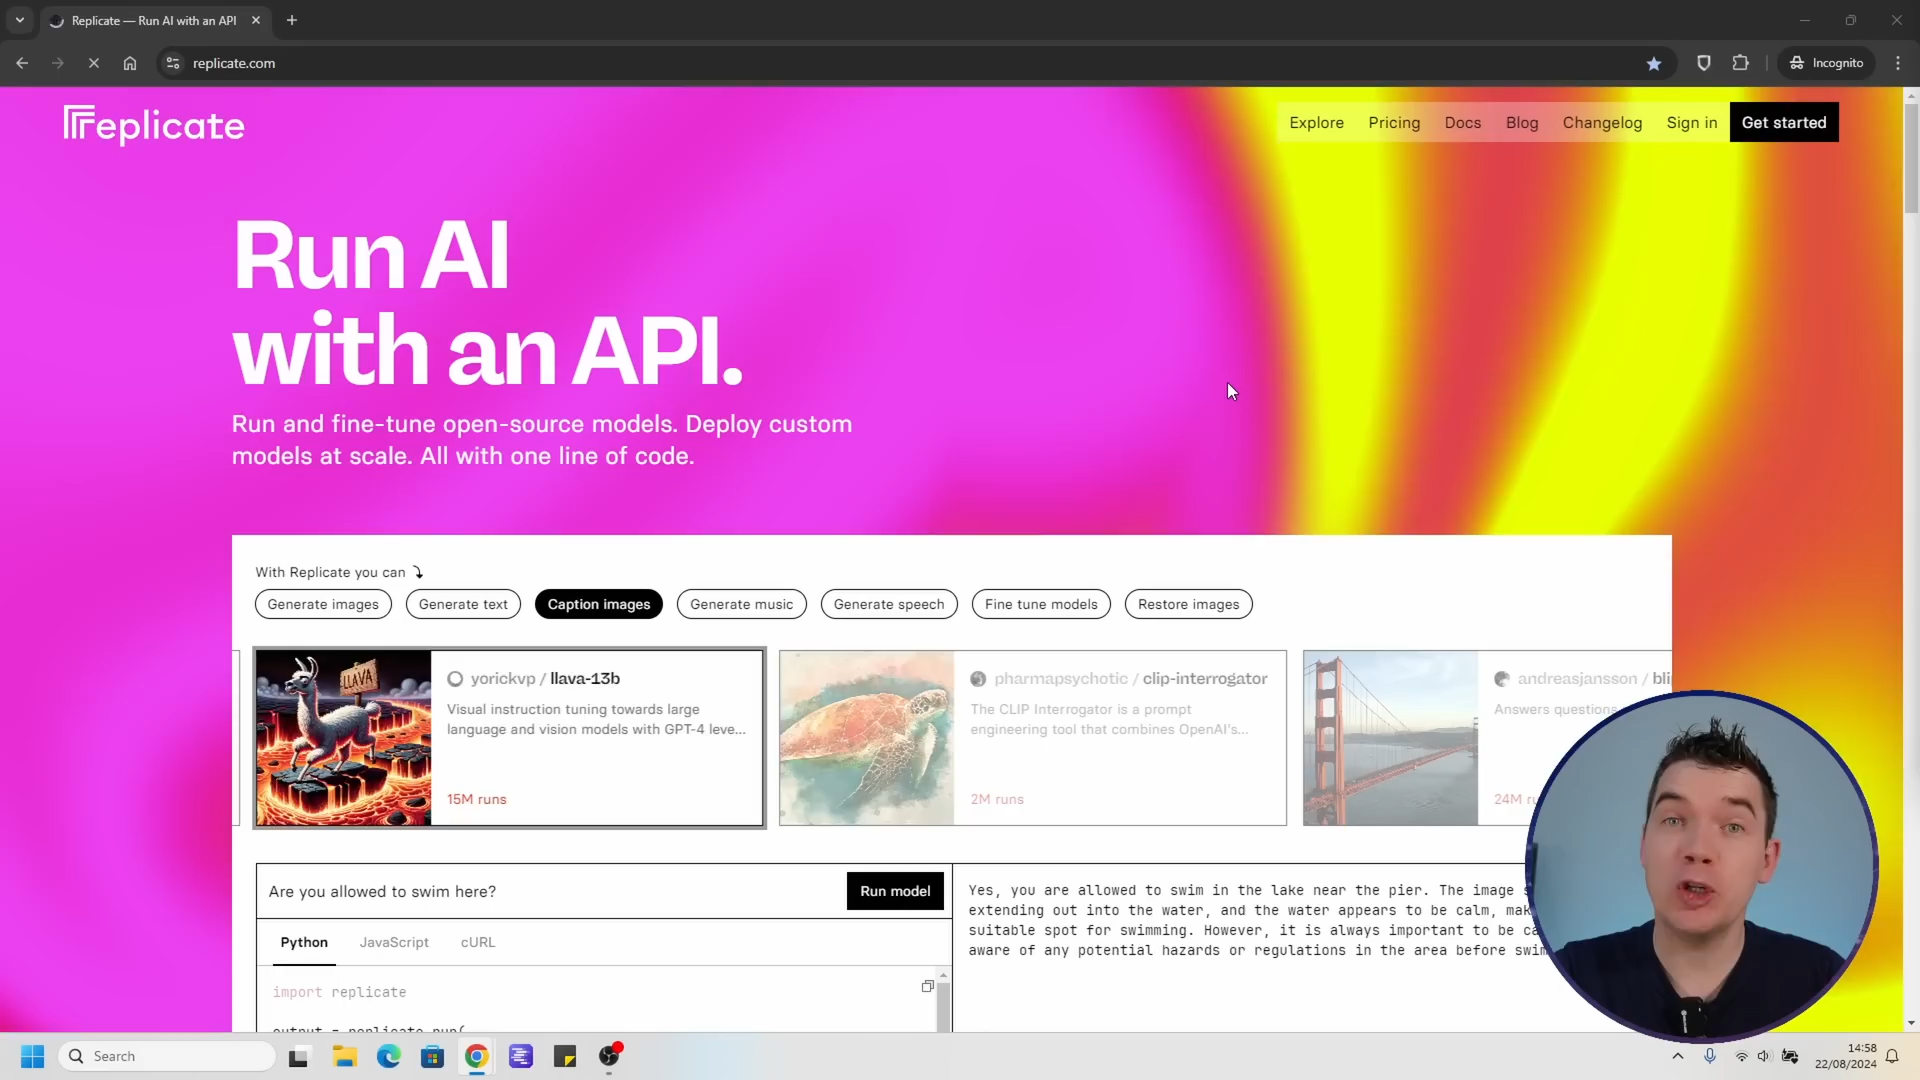 Replicate — Run AI with an API
replicate.com
Incognito
replicate
Explore
Pricing
Docs
Blog
Changelog
Sign in
Get started
Run AI
with an API.
Run and fine-tune open-source models. Deploy custom
models at scale. All with one line of code.
With Replicate you can
Generate images
Generate text
Caption images
Generate music
Generate speech
Fine tune models
Restore images
LLAVA
yorickvp / llava-13b
Visual instruction tuning towards large
language and vision models with GPT-4 leve...
15M runs
pharmapsychotic / clip-interrogator
The CLIP Interrogator is a prompt
engineering tool that combines OpenAI's...
2M runs
andreasjansson /
Answers questions
24M
Are you allowed to swim here?
Run model
Python
JavaScript
cURL
import replicate
output = replicate.run(
Yes, you are allowed to swim in the lake near the pier. The image
extending out into the water, and the water appears to be calm,
suitable spot for swimming. However, it is always important to be
aware of any potential hazards or regulations in the area before
Search
14:58
22/08/2024